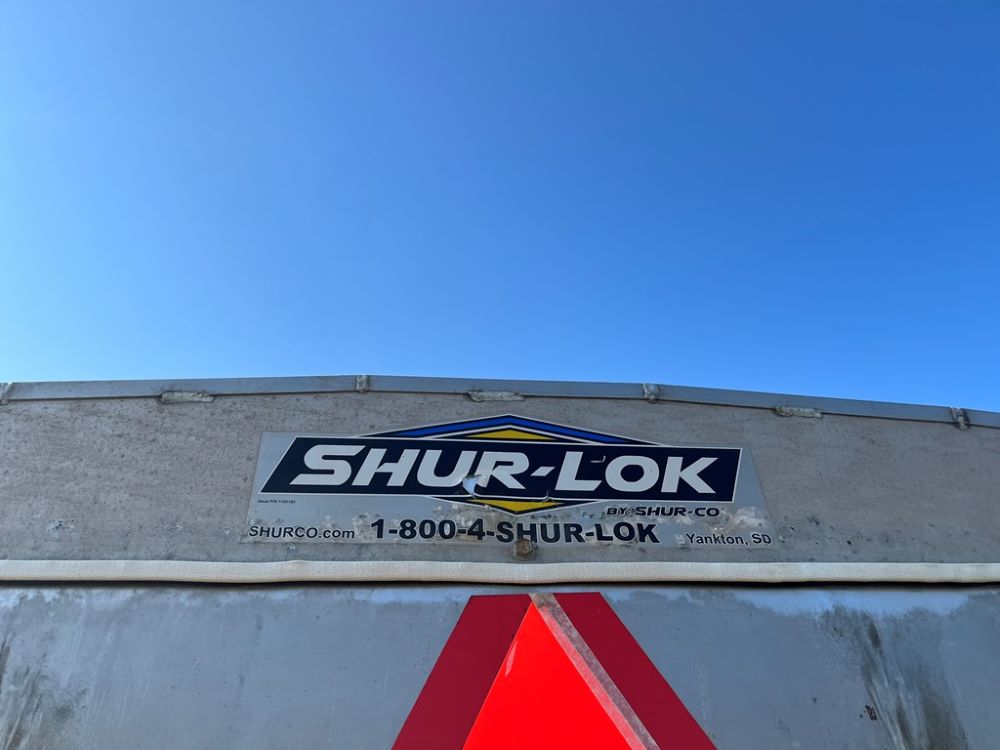 SHUR-LOK
BY: SHUR-CO
SHURCO.com 1-800-4-SHUR-LOK Yankton, SD